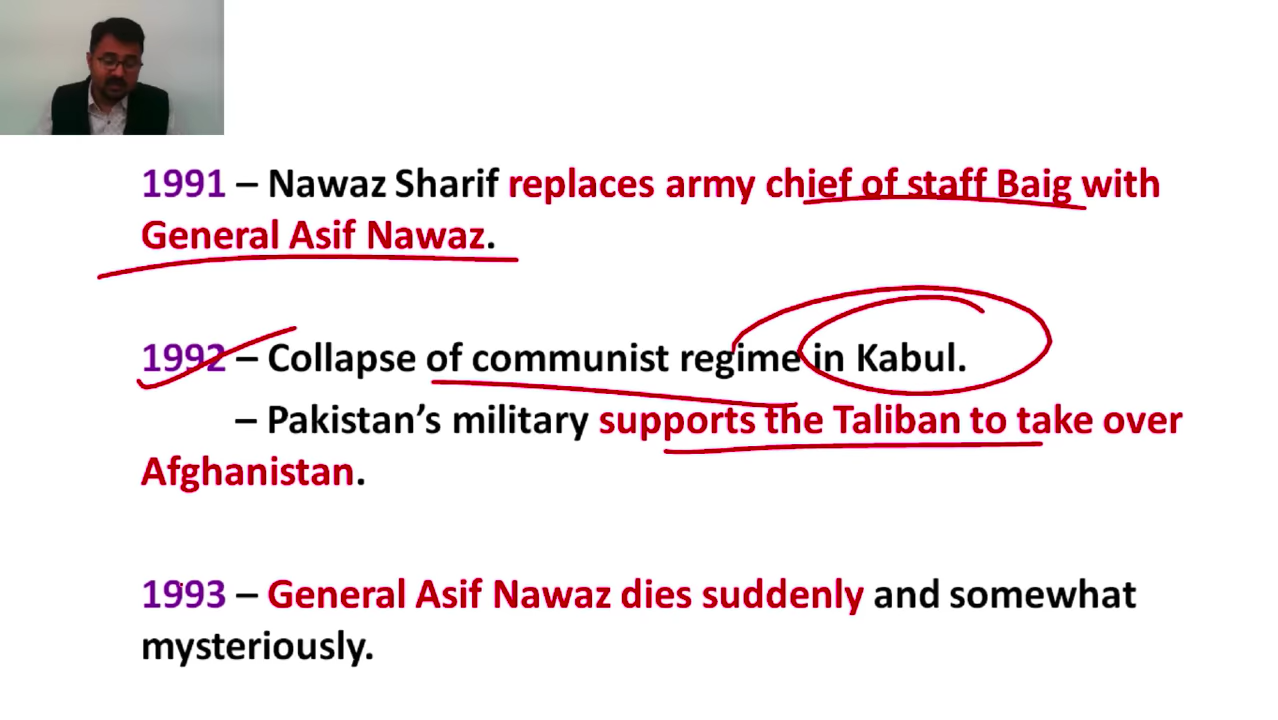 1991 – Nawaz Sharif replaces army chief of staff Baig with
General Asif Nawaz.
1992 – Collapse of communist regime in Kabul.
– Pakistan’s military supports the Taliban to take over
Afghanistan.
1993 – General Asif Nawaz dies suddenly and somewhat
mysteriously.